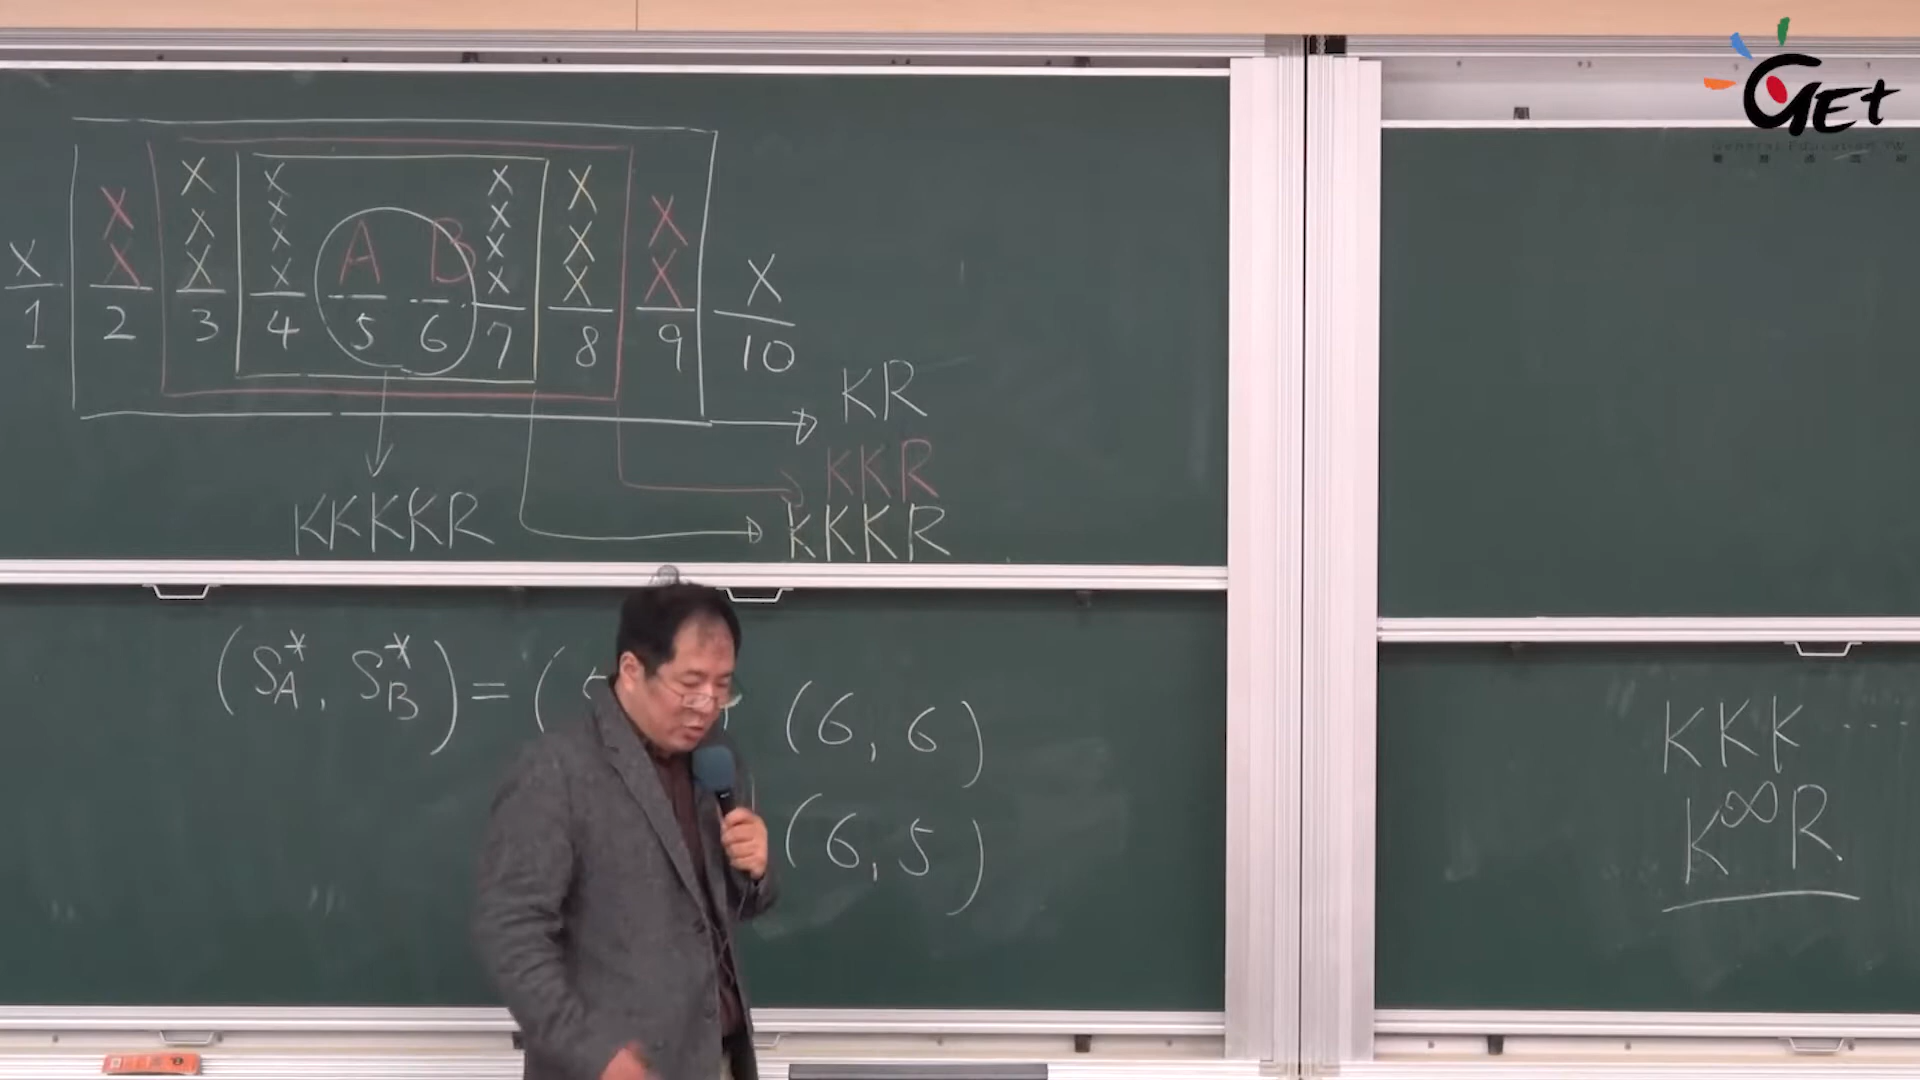 GEt
X X X X A B X X X X
X X X X X X X X
X X X X
X X
1 2 3 4 5 6 7 8 9 10
KR
KKR
KKKKR
KKKR
(S*A, S*B) = (
(6, 6)
(6, 5)
KKK ...
K∞R.